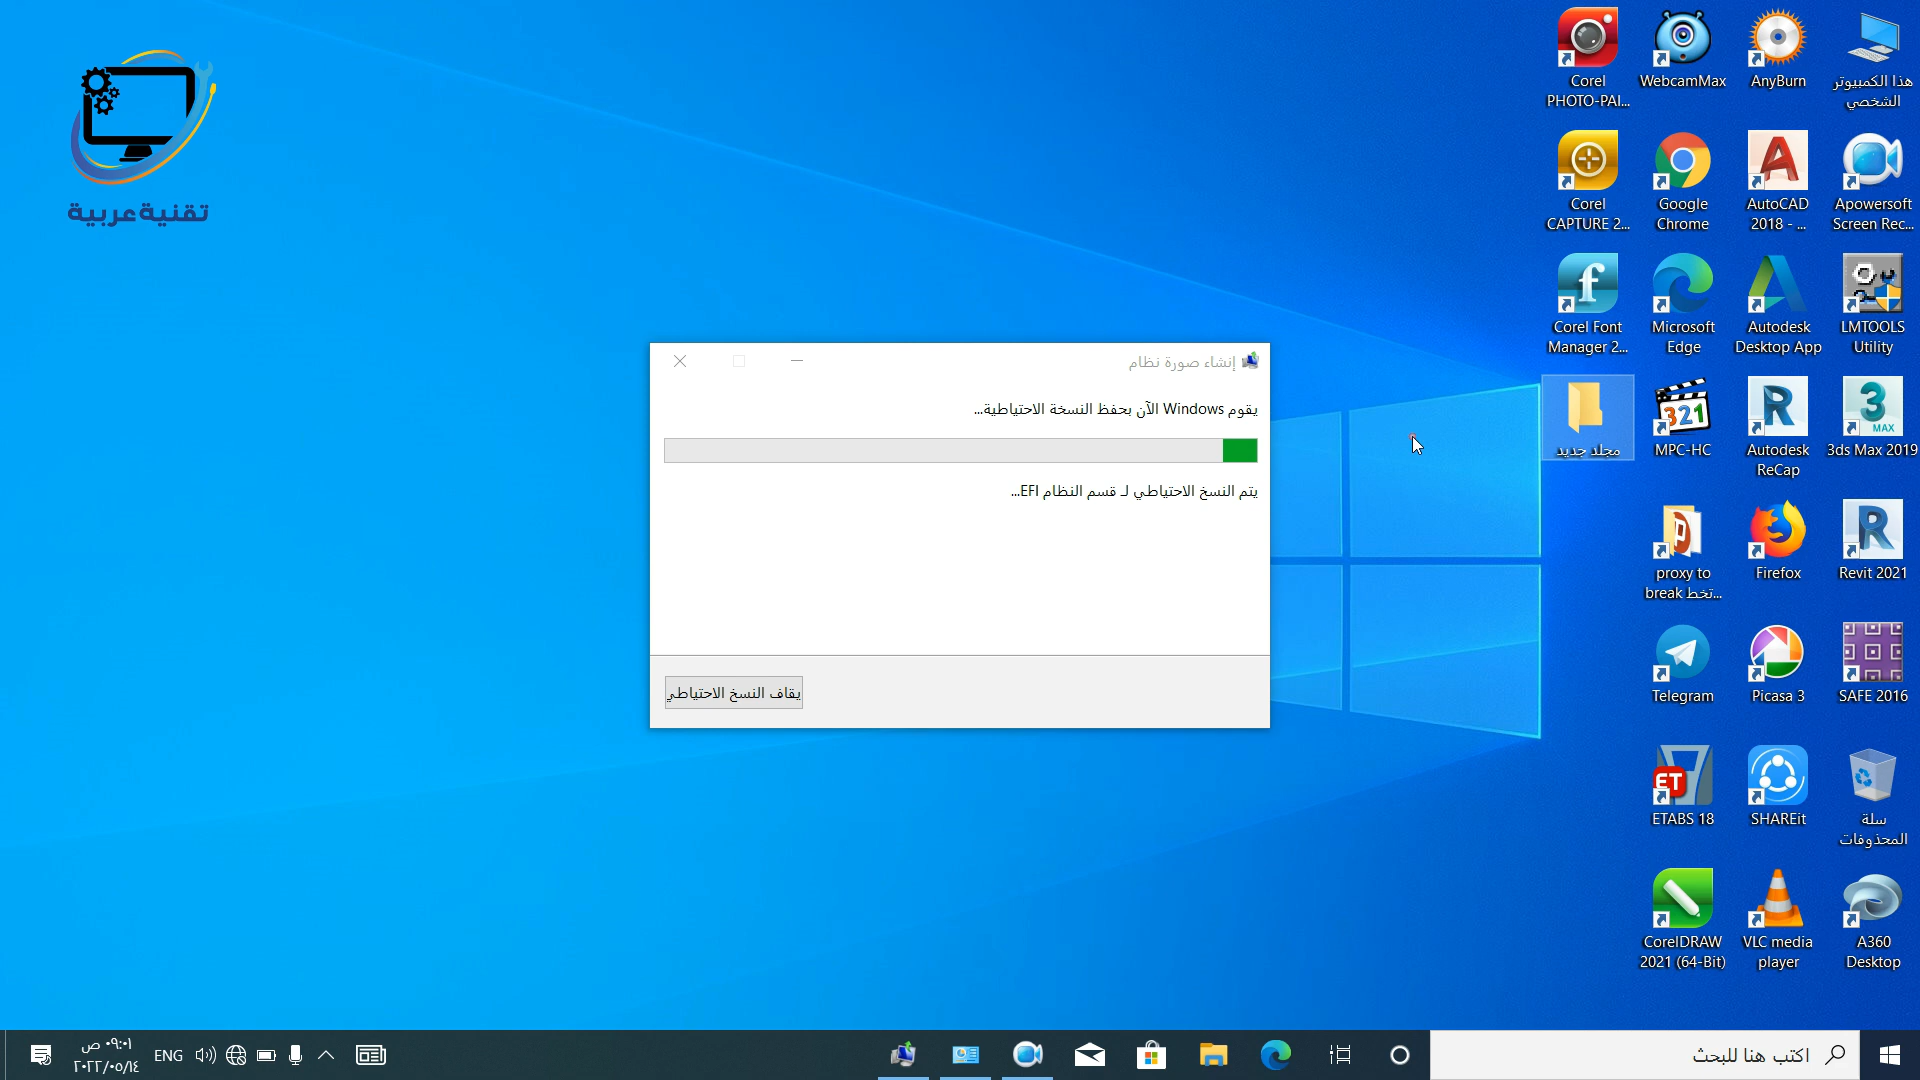 تقنية عربية
هذا الكمبيوتر
الشخصي
AnyBurn
WebcamMax
Corel
PHOTO-PAI...
Apowersoft
Screen Rec...
AutoCAD
2018 - ...
Google
Chrome
Corel
CAPTURE 2...
LMTOOLS
Utility
Autodesk
Desktop App
Microsoft
Edge
Corel Font
Manager 2...
3ds Max 2019
Autodesk
ReCap
MPC-HC
مجلد جديد
Revit 2021
Firefox
proxy to
break تخط...
SAFE 2016
Picasa 3
Telegram
سلة
المحذوفات
SHAREit
ETABS 18
A360
Desktop
VLC media
player
CorelDRAW
2021 (64-Bit)
إنشاء صورة نظام
يقوم Windows الآن بحفظ النسخة الاحتياطية...
يتم النسخ الاحتياطي لـ قسم النظام EFI...
يقاف النسخ الاحتياطي
اكتب هنا للبحث
ENG
٠٩:٠١ ص
٢٠٢٢/٠٥/١٤